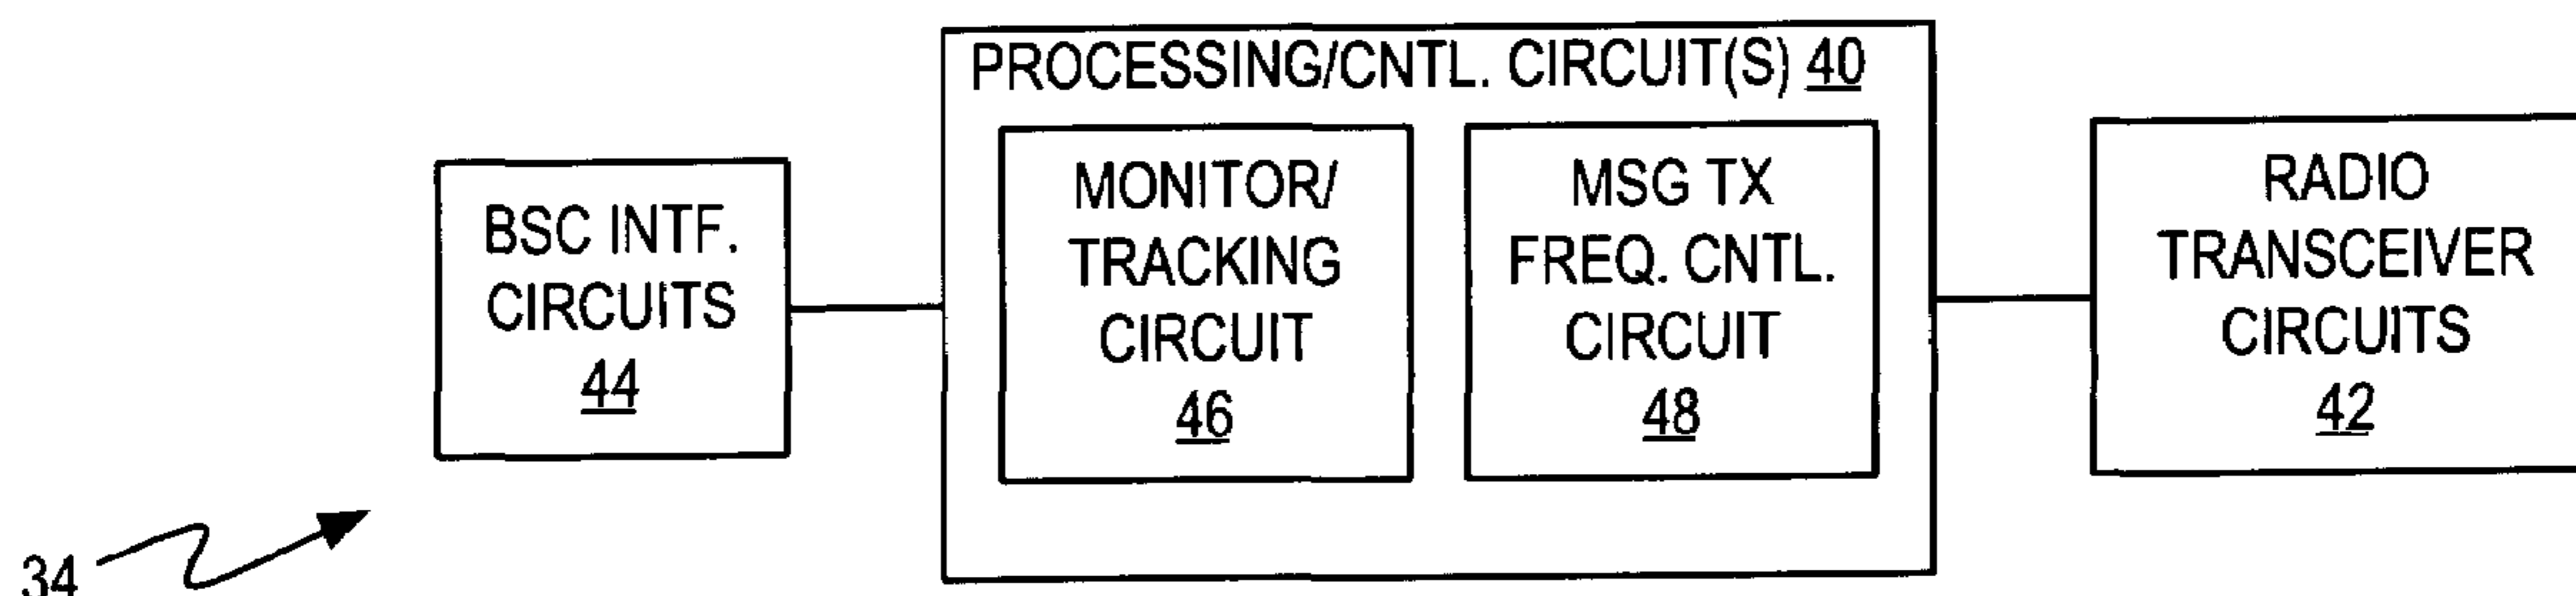 PROCESSING/CNTL. CIRCUIT(S) 40
BSC INTF.
CIRCUITS
44
MONITOR/
TRACKING
CIRCUIT
46
MSG TX
FREQ. CNTL.
CIRCUIT
48
RADIO
TRANSCEIVER
CIRCUITS
42
34